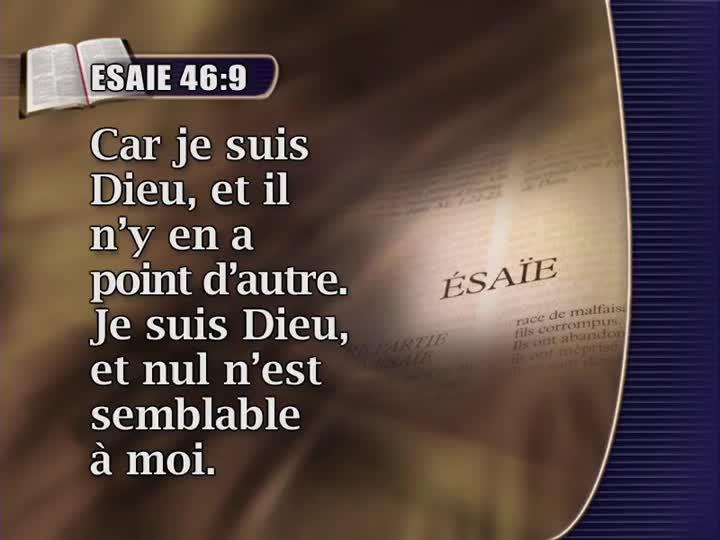 ESAIE 46:9
Car je suis
Dieu, et il
n'y en a
point d'autre.
Je suis Dieu,
et nul n'est
semblable
à moi.
ÉSAÏE
race de malfaisa
fils corrompus.
Ils ont abandon
ils ont méprisé